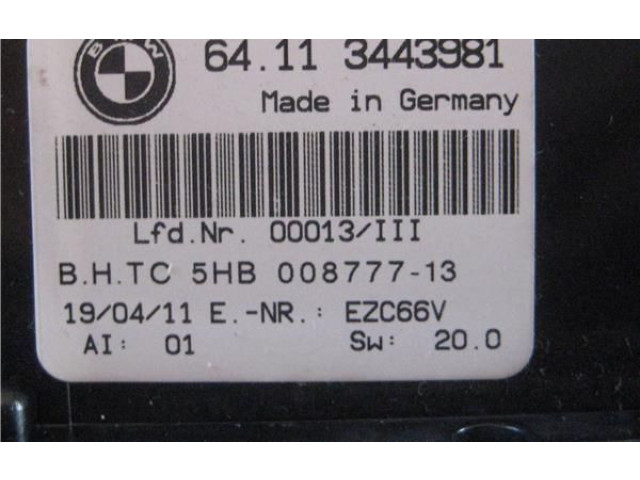 BMW
64.11 3443981
Made in Germany
Lfd.Nr. 00013/III
B.H.TC 5HB 008777-13
19/04/11 E.-NR.: EZC66V
AI: 01 Sw: 20.0